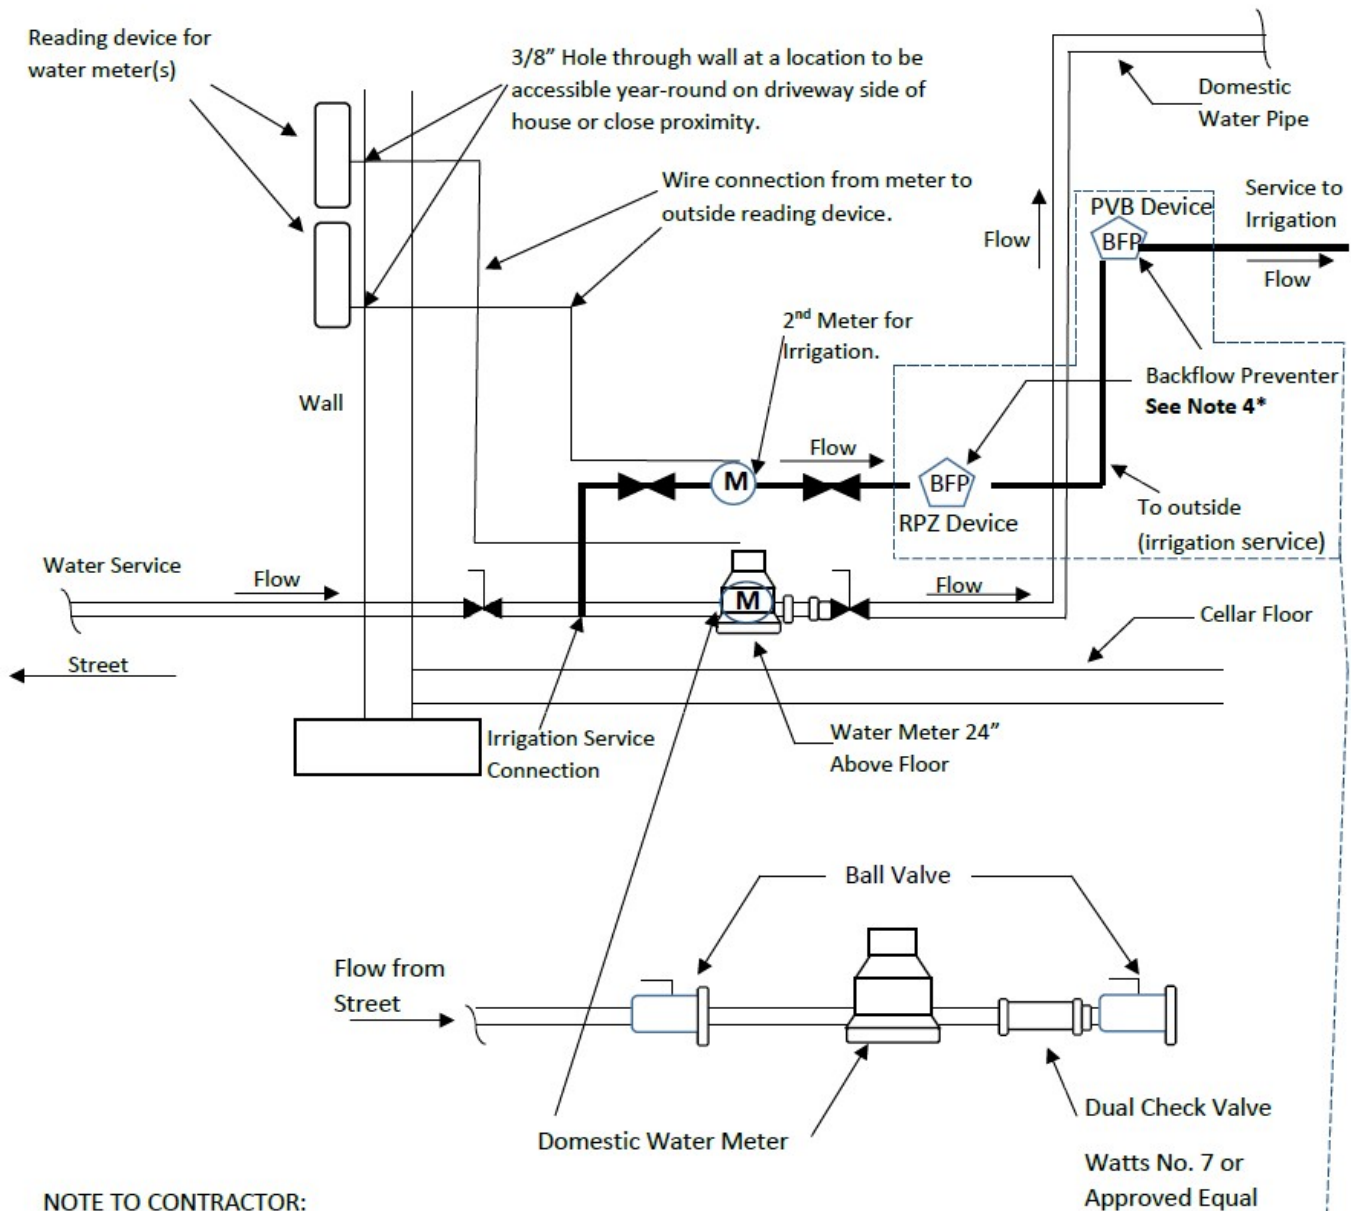 Reading device for
water meter(s)
3/8” Hole through wall at a location to be
accessible year-round on driveway side of
house or close proximity.
Domestic
Water Pipe
Wire connection from meter to
outside reading device.
PVB Device
BFP
Service to
Irrigation
Flow
Flow
2nd Meter for
Irrigation.
Backflow Preventer
See Note 4*
Wall
Flow
M
BFP
RPZ Device
To outside
(irrigation service)
Water Service
Flow
M
Flow
Cellar Floor
Street
Irrigation Service
Connection
Water Meter 24”
Above Floor
Ball Valve
Flow from
Street
Dual Check Valve
Domestic Water Meter
Watts No. 7 or
Approved Equal
NOTE TO CONTRACTOR: